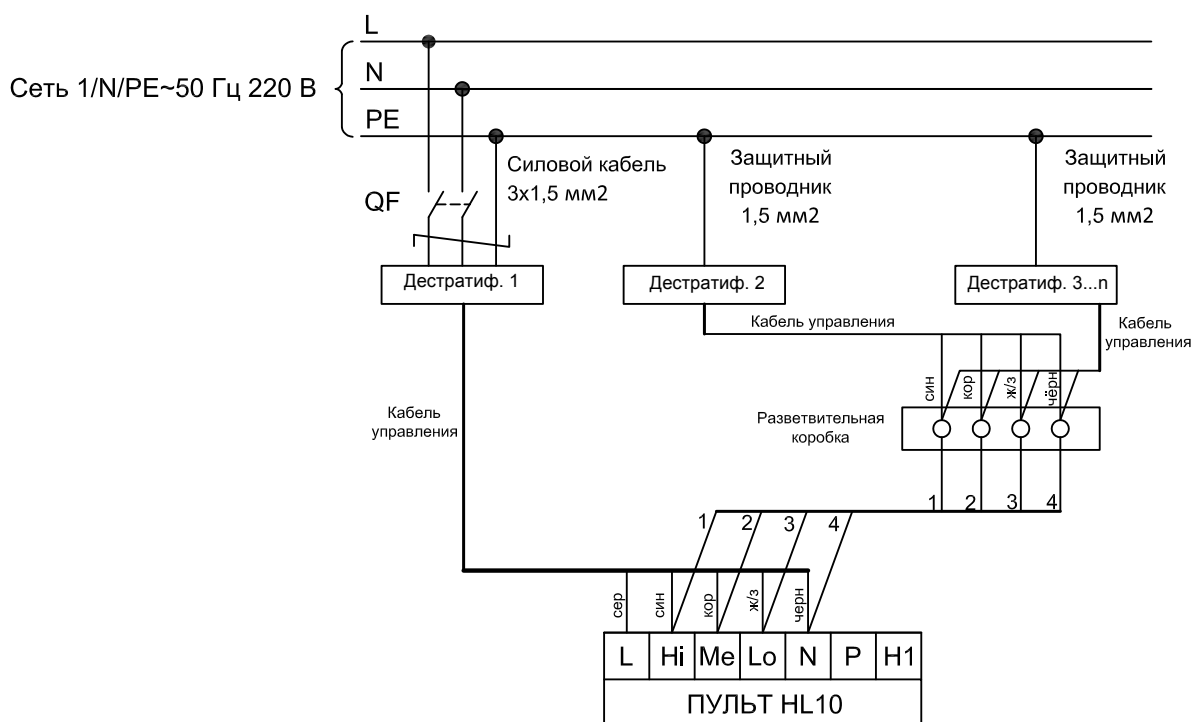 L
Сеть 1/N/PE~50 Гц 220 В
N
PE
Силовой кабель
3x1,5 мм2
Защитный
проводник
1,5 мм2
Защитный
проводник
1,5 мм2
QF
Дестратиф. 1
Дестратиф. 2
Дестратиф. 3...n
Кабель управления
Кабель
управления
син
кор
ж/з
чёрн
Кабель
управления
Разветвительная
коробка
1
2
3
4
1
2
3
4
сер
син
кор
ж/з
черн
L
Hi
Me
Lo
N
P
H1
ПУЛЬТ HL10